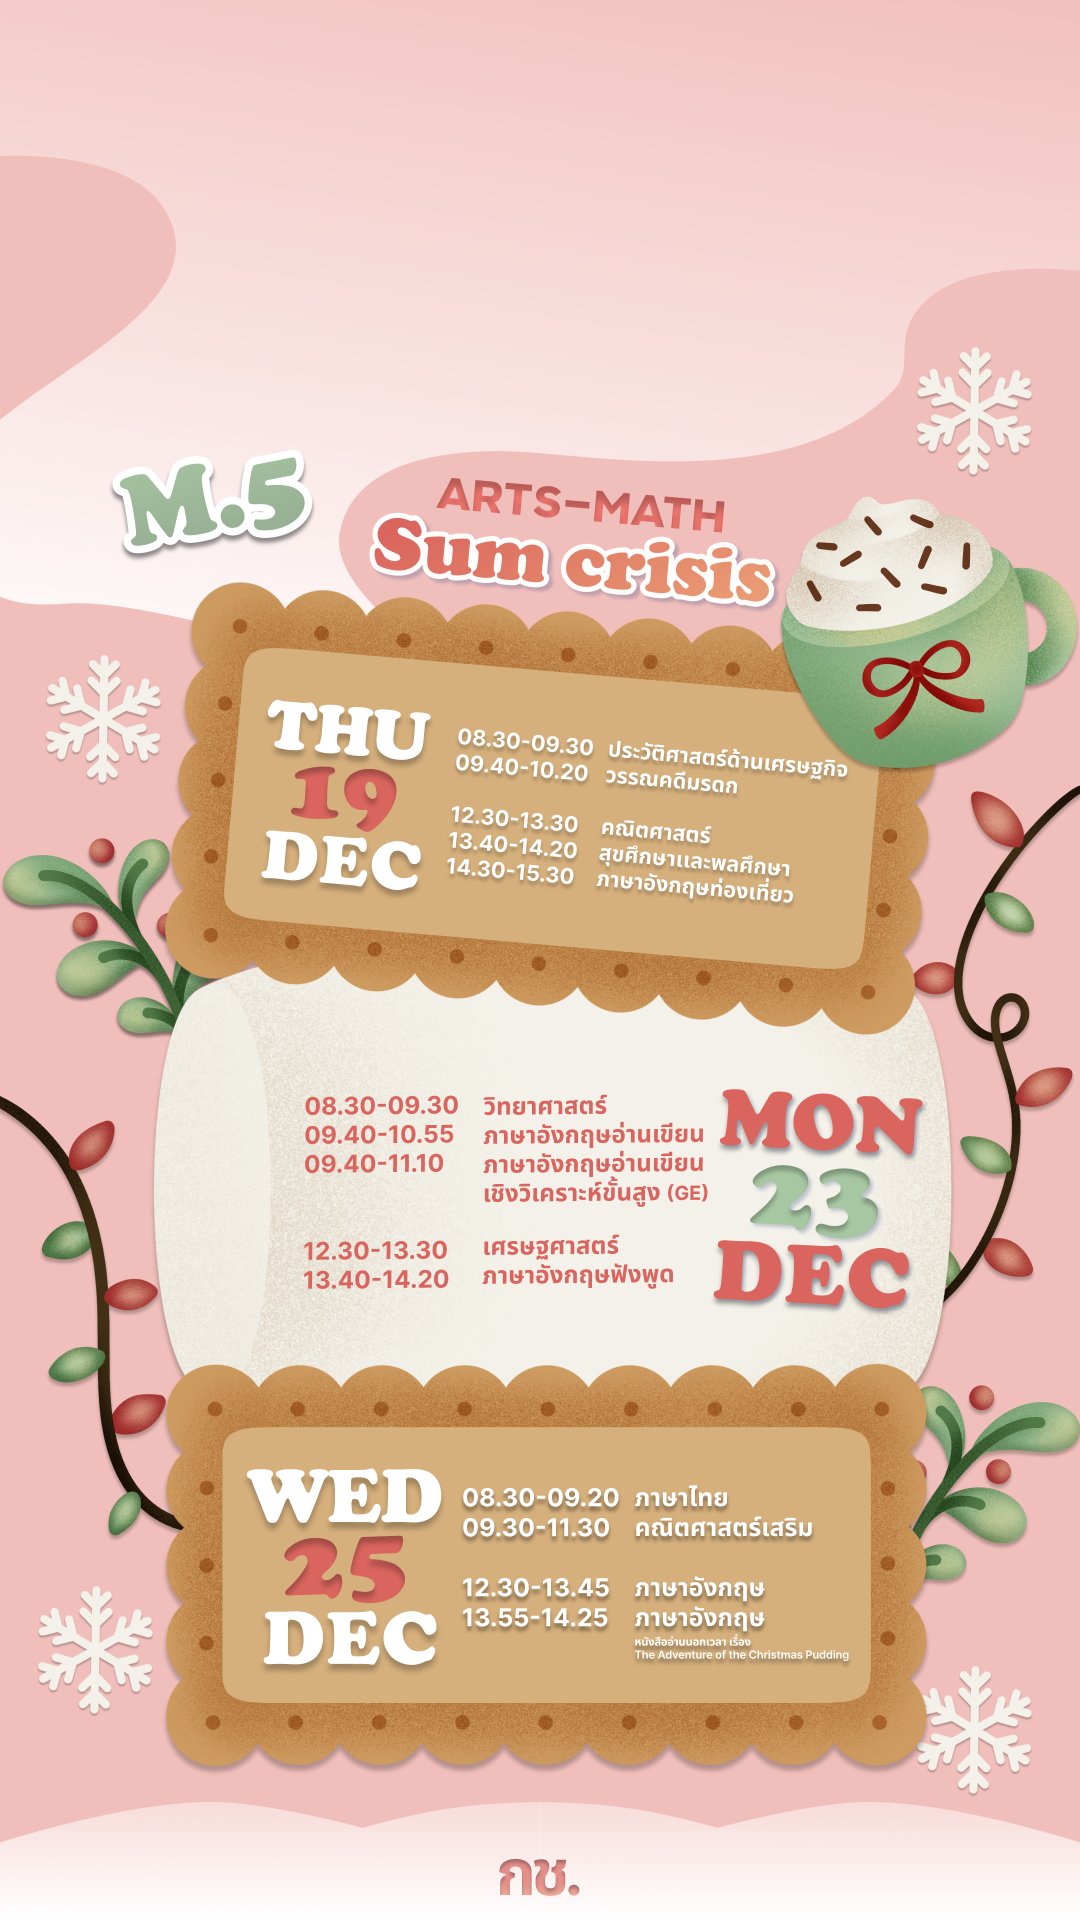 M.5
ARTS-MATH
Sum crisis
THU
19
DEC
08.30-09.30 ประวัติศาสตร์ด้านเศรษฐกิจ
09.40-10.20 วรรณคดีมรดก
12.30-13.30 คณิตศาสตร์
13.40-14.20 สุขศึกษาและพลศึกษา
14.30-15.30 ภาษาอังกฤษท่องเที่ยว
08.30-09.30 วิทยาศาสตร์
09.40-10.55 ภาษาอังกฤษอ่านเขียน
09.40-11.10 ภาษาอังกฤษอ่านเขียน
เชิงวิเคราะห์ขั้นสูง (GE)
12.30-13.30 เศรษฐศาสตร์
13.40-14.20 ภาษาอังกฤษฟังพูด
MON
23
DEC
WED
25
DEC
08.30-09.20 ภาษาไทย
09.30-11.30 คณิตศาสตร์เสริม
12.30-13.45 ภาษาอังกฤษ
13.55-14.25 ภาษาอังกฤษ
หนังสืออ่านนอกเวลา เรื่อง
The Adventure of the Christmas Pudding
กช.